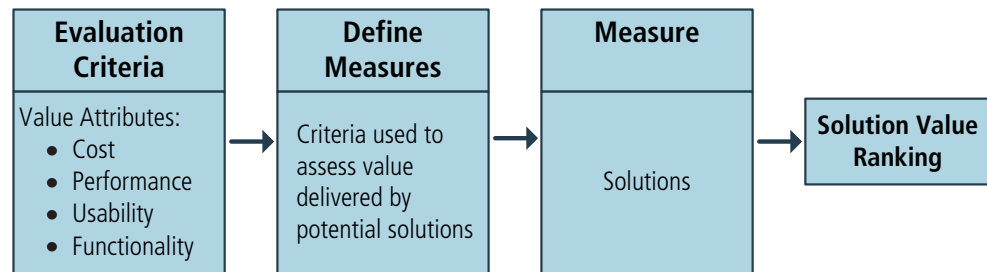 Evaluation
Criteria
Value Attributes:
• Cost
• Performance
• Usability
• Functionality
Define
Measures
Criteria used to
assess value
delivered by
potential solutions
Measure
Solutions
Solution Value
Ranking